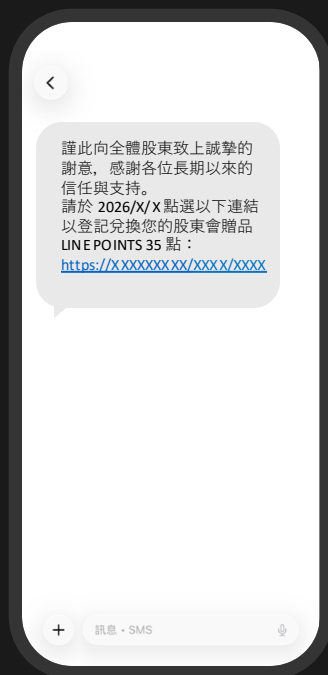 謹此向全體股東致上誠摯的
謝意，感謝各位長期以來的
信任與支持。
請於 2026/X/X 點選以下連結
以登記兌換您的股東會贈品
LINE POINTS 35 點：
https://XXXXXXXXX/XXXX/XXXX
訊息・SMS